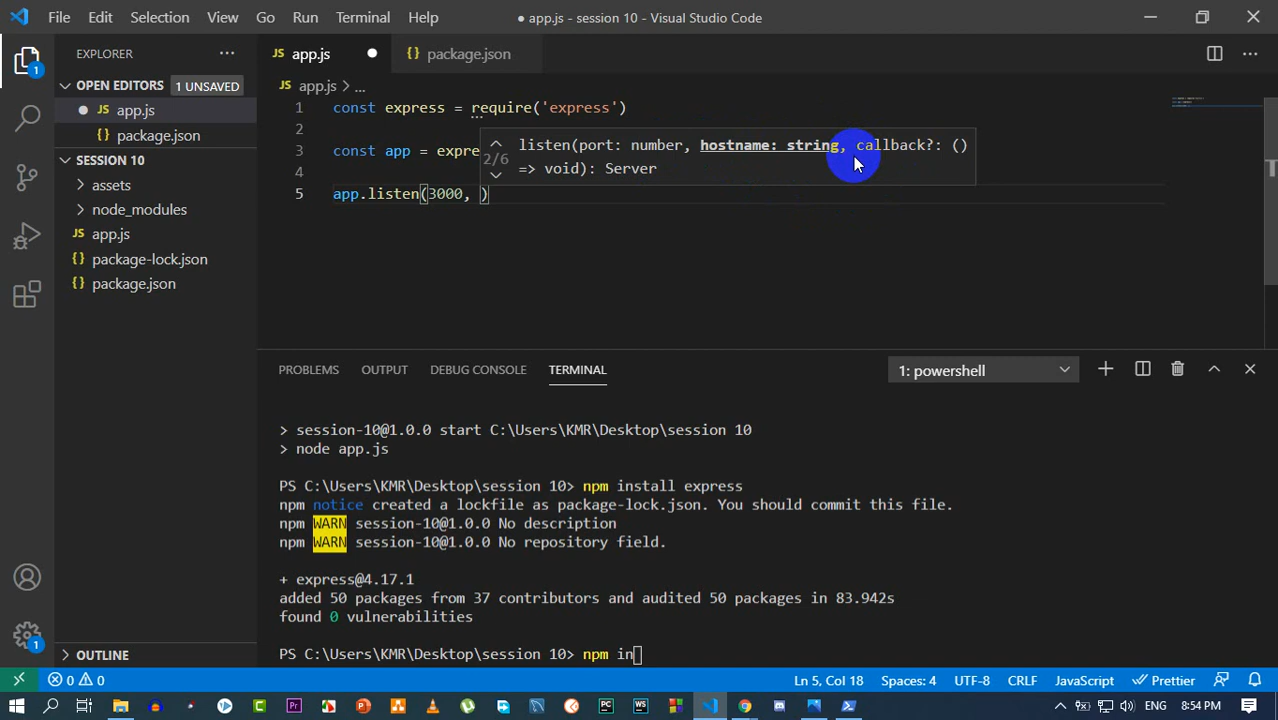 File Edit Selection View Go Run Terminal Help
● app.js - session 10 - Visual Studio Code
EXPLORER
OPEN EDITORS
1 UNSAVED
JS app.js
{} package.json
SESSION 10
assets
node_modules
JS app.js
{} package-lock.json
{} package.json
OUTLINE
1
1
JS app.js ●
{} package.json
JS app.js > ...
1 const express = require('express')
2
3 const app = expre
4
5 app.listen(3000, )
2/6
listen(port: number, hostname: string, callback?: ()
=> void): Server
PROBLEMS OUTPUT DEBUG CONSOLE TERMINAL
1: powershell
> session-10@1.0.0 start C:\Users\KMR\Desktop\session 10
> node app.js
PS C:\Users\KMR\Desktop\session 10> npm install express
npm notice created a lockfile as package-lock.json. You should commit this file.
npm WARN session-10@1.0.0 No description
npm WARN session-10@1.0.0 No repository field.
+ express@4.17.1
added 50 packages from 37 contributors and audited 50 packages in 83.942s
found 0 vulnerabilities
PS C:\Users\KMR\Desktop\session 10> npm in
0 0
Ln 5, Col 18 Spaces: 4 UTF-8 CRLF JavaScript Prettier
Pr
PC
WS
8:54 PM